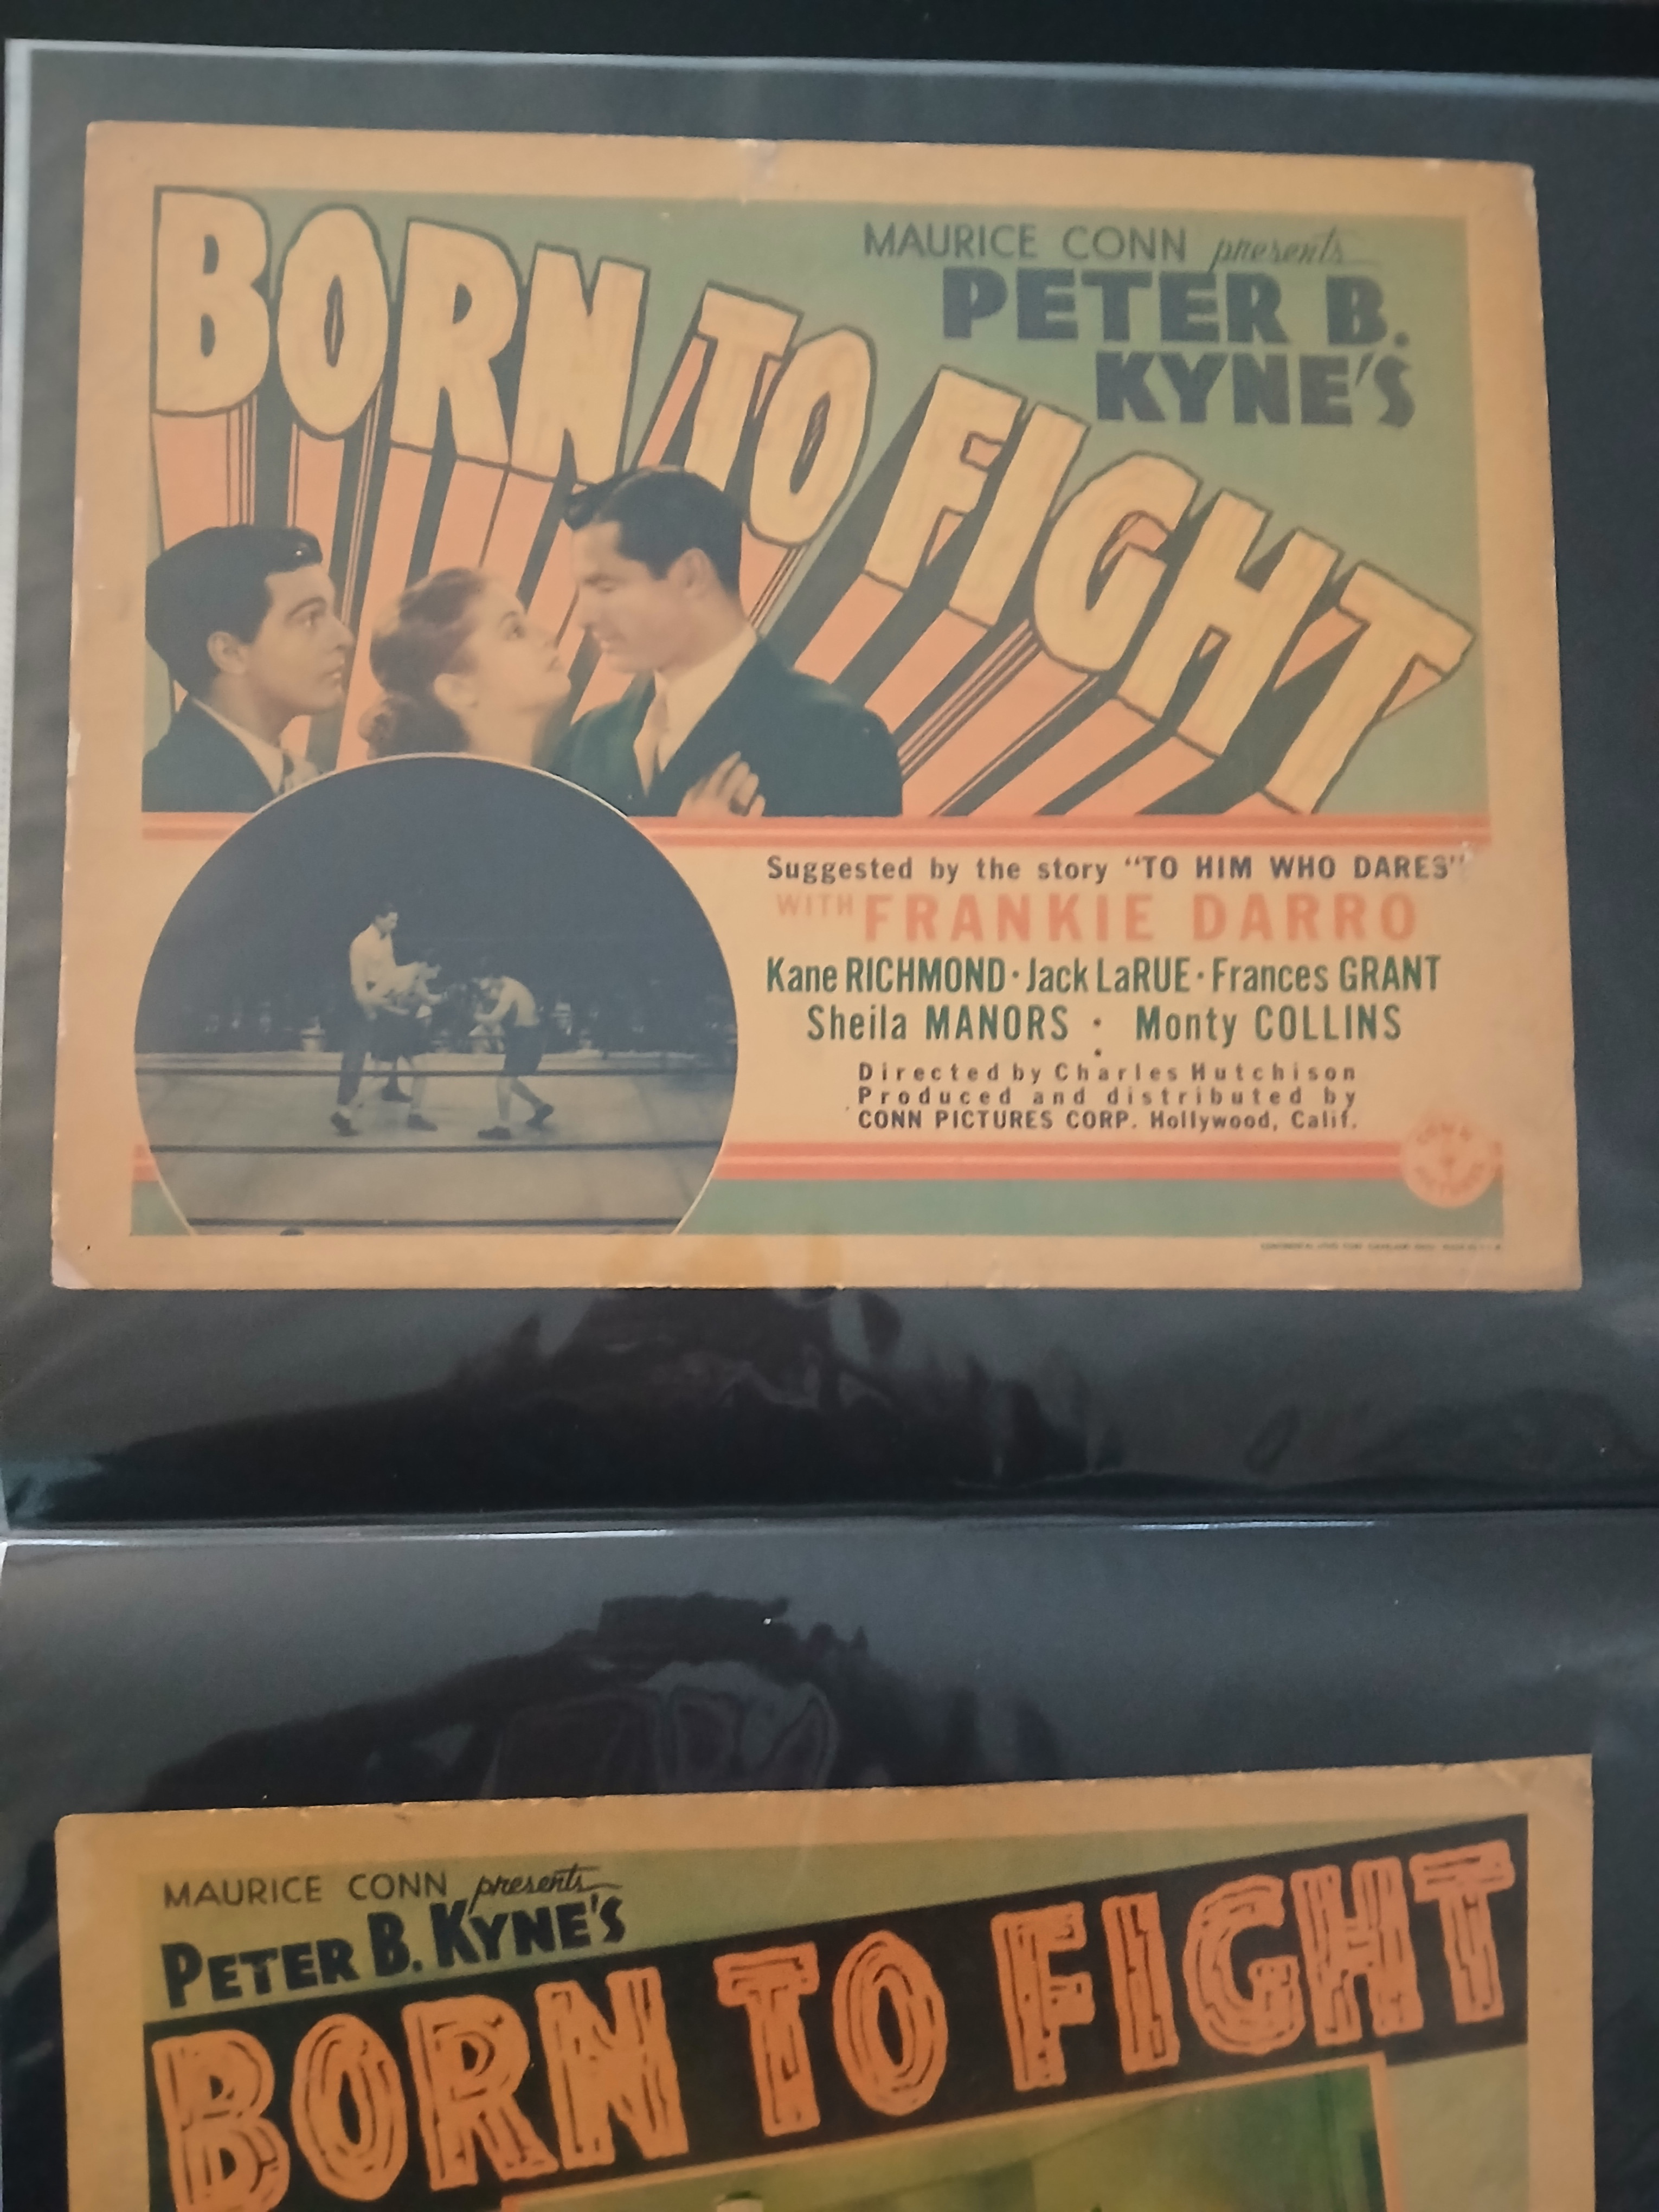 BORN TO FIGHT
MAURICE CONN presents
PETER B.
KYNE'S
Suggested by the story "TO HIM WHO DARES"
WITH FRANKIE DARRO
Kane RICHMOND · Jack LaRUE · Frances GRANT
Sheila MANORS · Monty COLLINS
Directed by Charles Hutchison
Produced and distributed by
CONN PICTURES CORP. Hollywood, Calif.
CONN
MAURICE CONN presents
PETER B. KYNE'S
BORN TO FIGHT